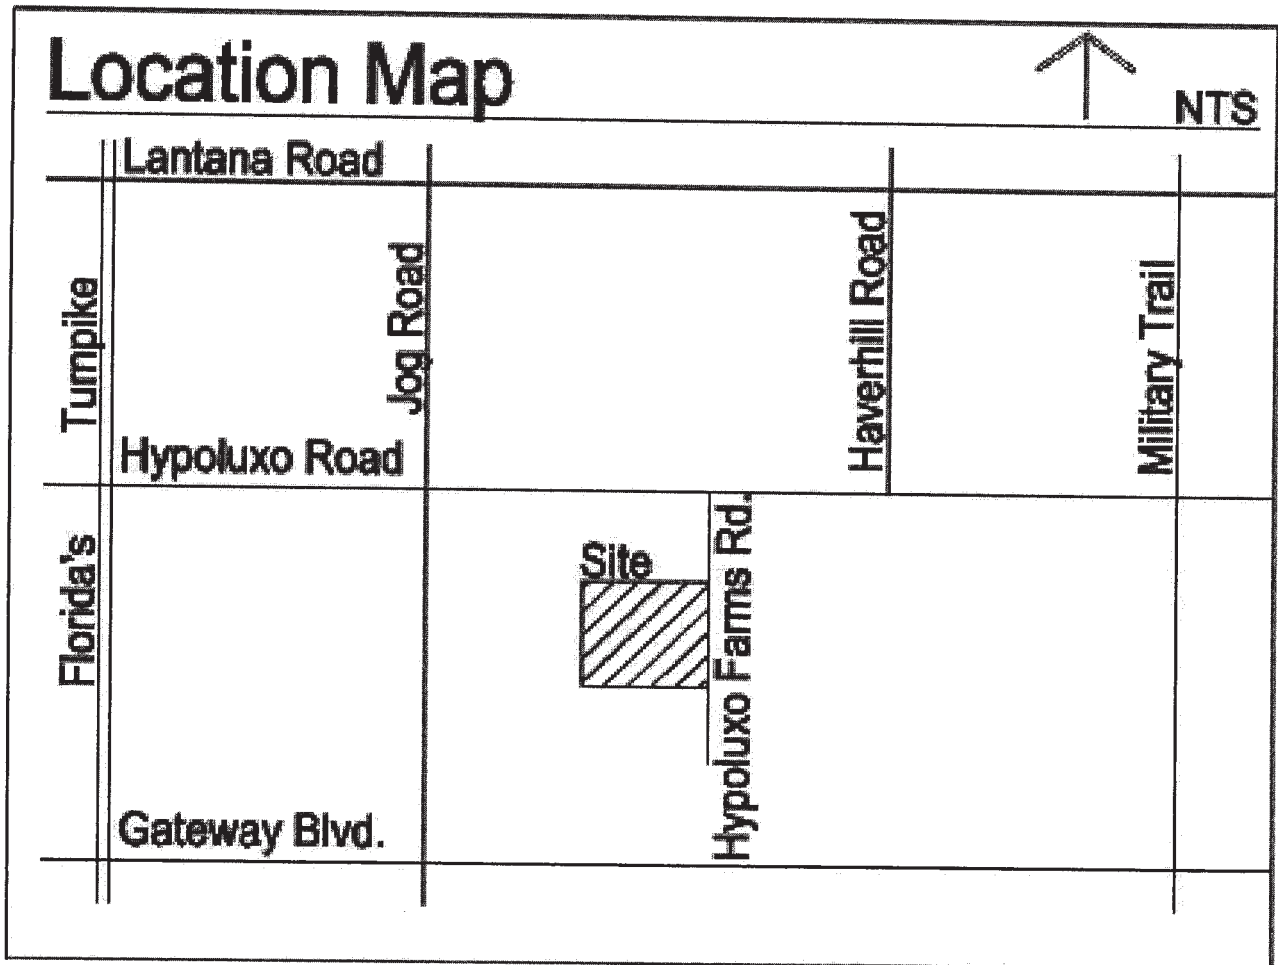 Location Map
NTS
Lantana Road
Turnpike
Jog Road
Haverhill Road
Military Trail
Hypoluxo Road
Florida's
Site
Hypoluxo Farms Rd.
Gateway Blvd.